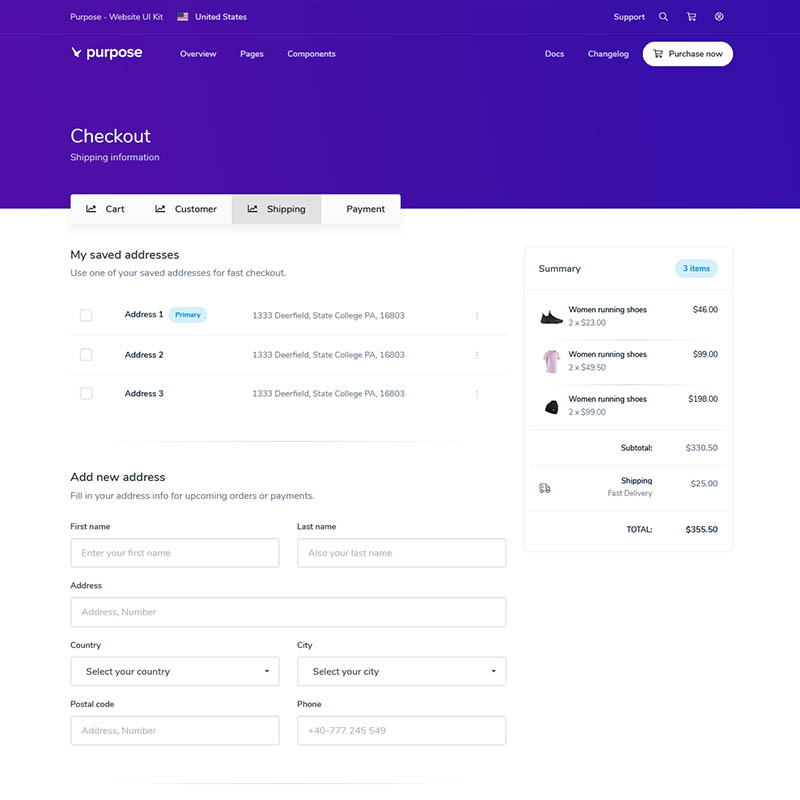 Purpose - Website UI Kit United States Support
purpose Overview Pages Components Docs Changelog Purchase now
Checkout
Shipping information
Cart Customer Shipping Payment
My saved addresses
Use one of your saved addresses for fast checkout.
Address 1 Primary 1333 Deerfield, State College PA, 16803
Address 2 1333 Deerfield, State College PA, 16803
Address 3 1333 Deerfield, State College PA, 16803
Add new address
Fill in your address info for upcoming orders or payments.
First name Last name
Enter your first name Also your last name
Address
Address, Number
Country City
Select your country Select your city
Postal code Phone
Address, Number +40-777 245 549
Summary 3 items
Women running shoes $46.00
2 x $23.00
Women running shoes $99.00
2 x $49.50
Women running shoes $198.00
2 x $99.00
Subtotal: $330.50
Shipping $25.00
Fast Delivery
TOTAL: $355.50